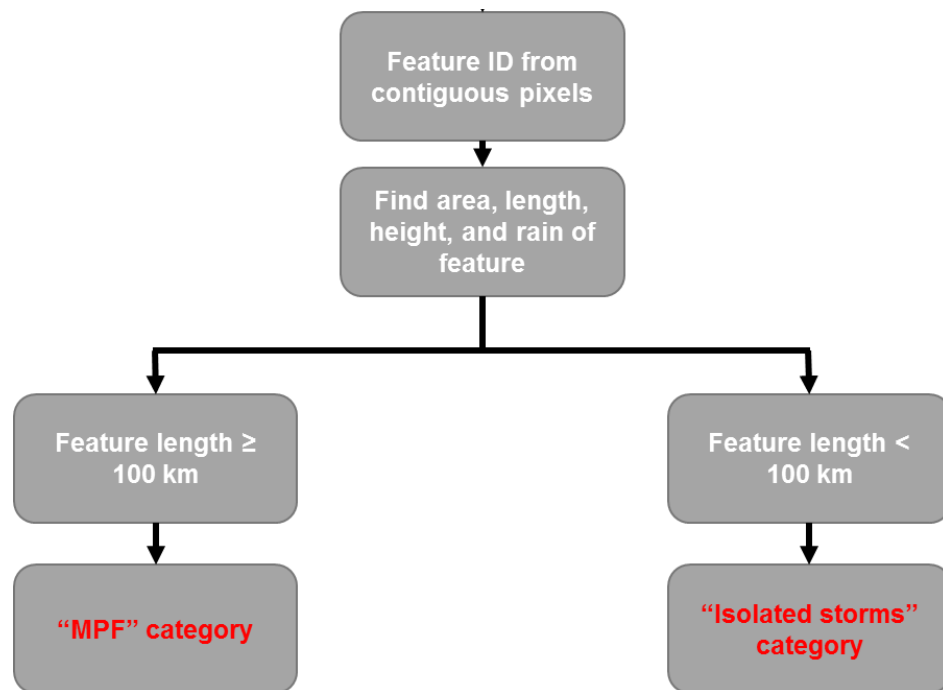 Feature ID from
contiguous pixels
Find area, length,
height, and rain of
feature
Feature length ≥
100 km
Feature length <
100 km
“MPF” category
“Isolated storms”
category